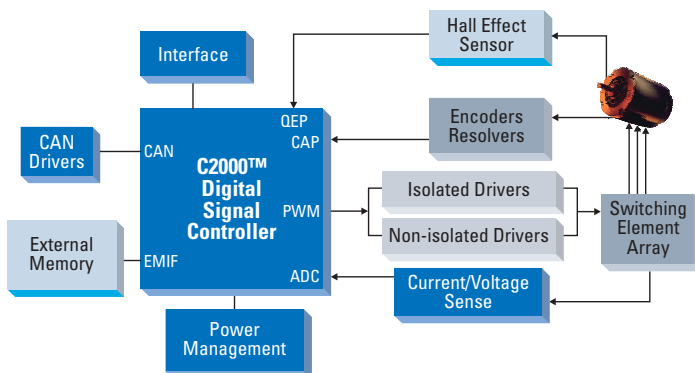 Hall Effect
Sensor
Interface
Encoders
Resolvers
QEP
CAP
CAN
Drivers
CAN
C2000™
Digital
Signal
Controller
PWM
Isolated Drivers
Non-isolated Drivers
Switching
Element
Array
External
Memory
EMIF
ADC
Current/Voltage
Sense
Power
Management